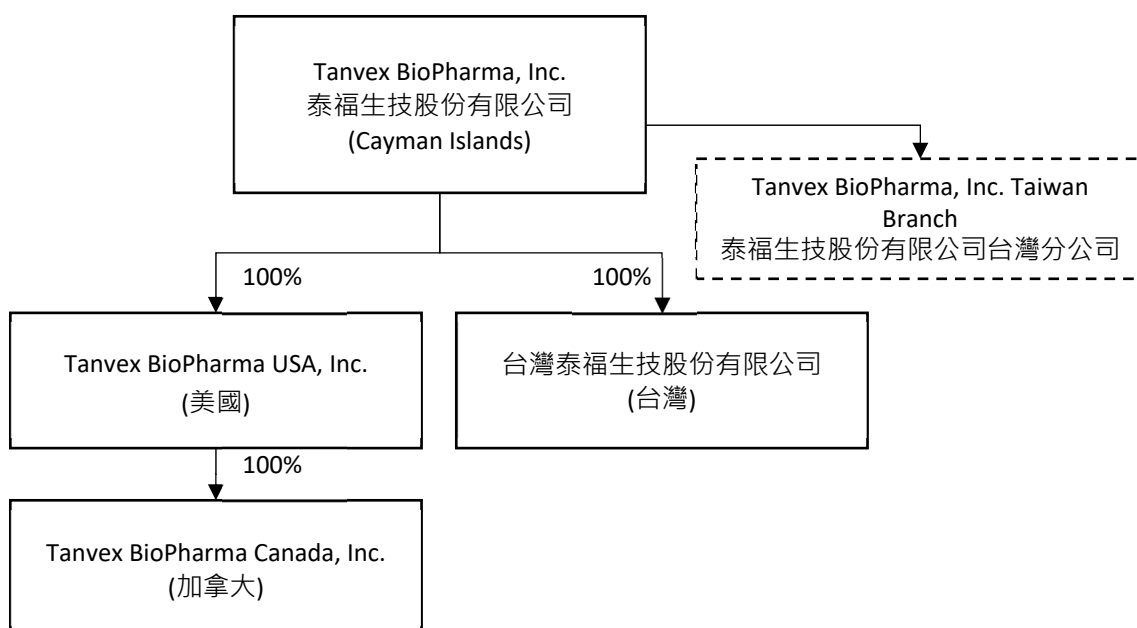 Tanvex BioPharma, Inc.
泰福生技股份有限公司
(Cayman Islands)
Tanvex BioPharma, Inc. Taiwan
Branch
泰福生技股份有限公司台灣分公司
100%
100%
Tanvex BioPharma USA, Inc.
(美國)
台灣泰福生技股份有限公司
(台灣)
100%
Tanvex BioPharma Canada, Inc.
(加拿大)